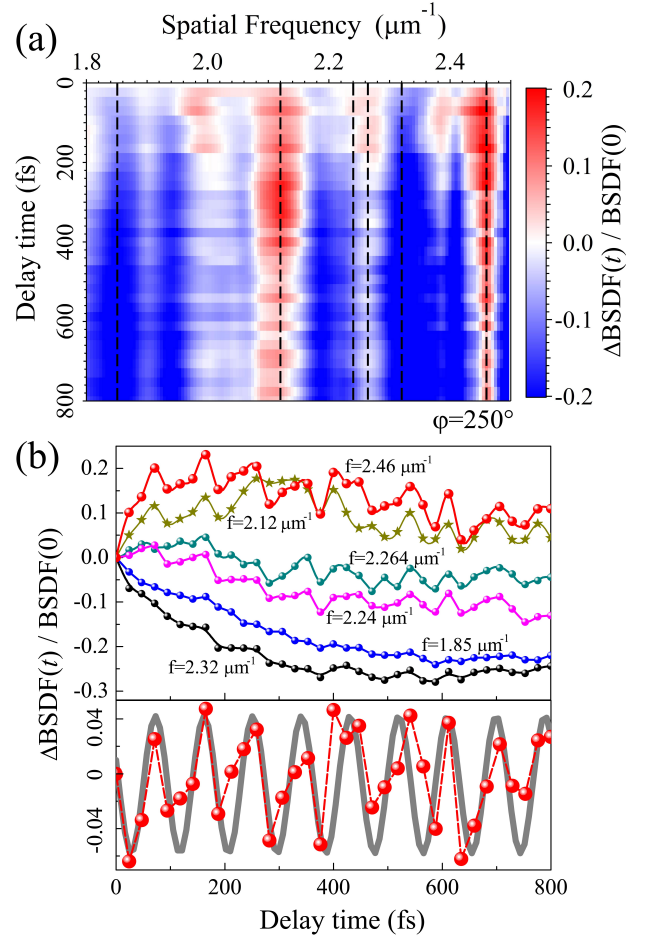 (a)
Spatial Frequency (μm⁻¹)
1.8 2.0 2.2 2.4
Delay time (fs)
0
200
400
600
800
0.2
0.1
0.0
-0.1
-0.2
ΔBSDF(t) / BSDF(0)
φ=250°
(b)
ΔBSDF(t) / BSDF(0)
0.2
0.1
0.0
-0.1
-0.2
-0.3
f=2.46 μm⁻¹
f=2.12 μm⁻¹
f=2.264 μm⁻¹
f=2.24 μm⁻¹
f=1.85 μm⁻¹
f=2.32 μm⁻¹
0.04
0
-0.04
0 200 400 600 800
Delay time (fs)